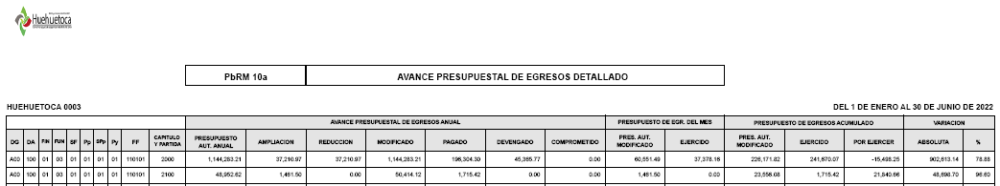 Huehuetoca
PbRM 10a AVANCE PRESUPUESTAL DE EGRESOS DETALLADO
HUEHUETOCA 0003 DEL 1 DE ENERO AL 30 DE JUNIO DE 2022
AVANCE PRESUPUESTAL DE EGRESOS ANUAL PRESUPUESTO DE EGR. DEL MES PRESUPUESTO DE EGRESOS ACUMULADO VARIACION
DG DA FIN FUN SF Pp SPp Py FF CAPITULO Y PARTIDA PRESUPUESTO AUT. ANUAL AMPLIACION REDUCCION MODIFICADO PAGADO DEVENGADO COMPROMETIDO PRES. AUT. MODIFICADO EJERCIDO PRES. AUT. MODIFICADO EJERCIDO POR EJERCER ABSOLUTA %
A00 100 01 03 01 01 01 01 110101 2000 1,144,283.21 37,210.97 37,210.97 1,144,283.21 196,304.30 45,365.77 0.00 60,551.49 37,378.16 226,171.82 241,670.07 -15,498.25 902,613.14 78.88
A00 100 01 03 01 01 01 01 110101 2100 48,952.62 1,461.50 0.00 50,414.12 1,715.42 0.00 0.00 1,461.50 0.00 23,556.08 1,715.42 21,840.66 48,698.70 96.60